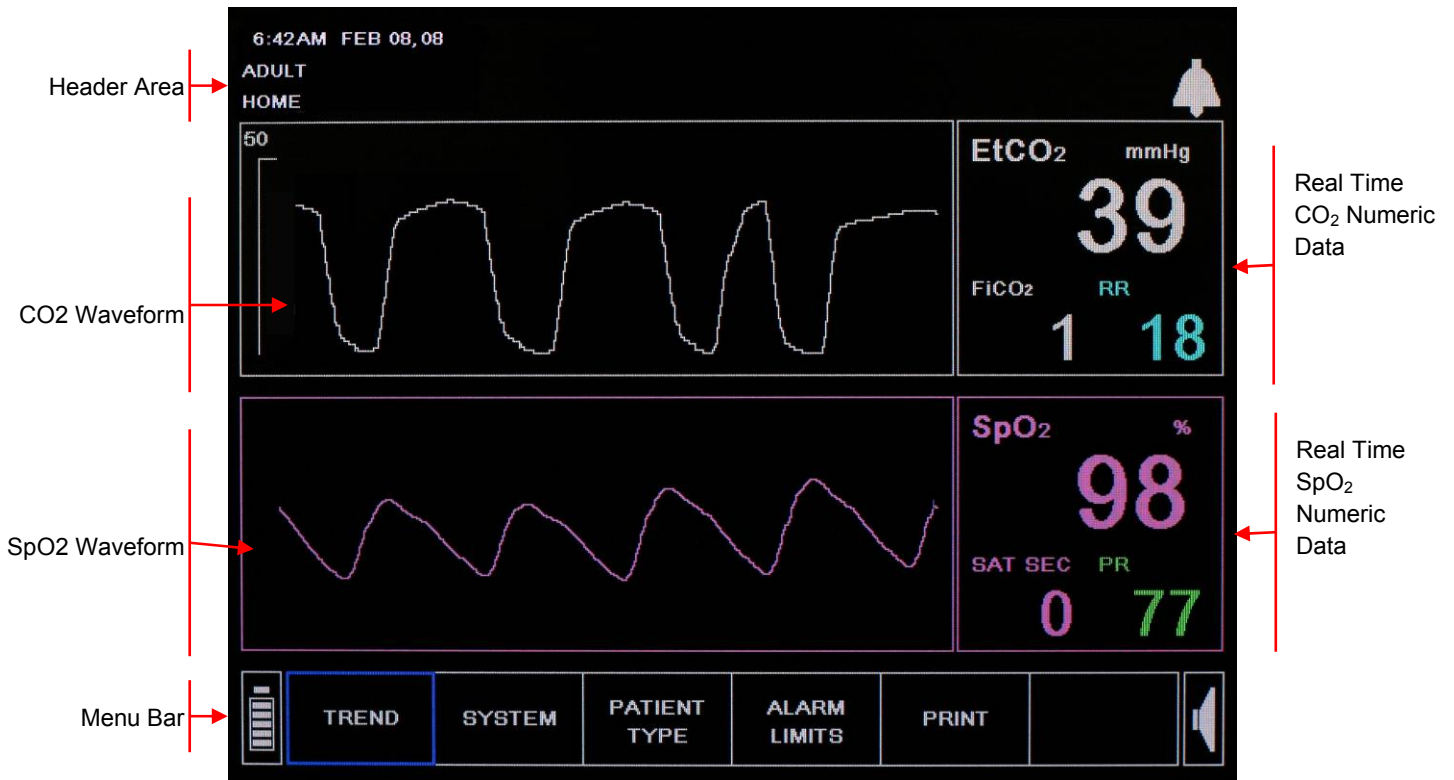 6:42AM FEB 08,08
ADULT
HOME
Header Area
50
EtCO₂ mmHg
39
FiCO₂ RR
1 18
Real Time
CO₂ Numeric
Data
CO2 Waveform
SpO₂ %
98
SAT SEC PR
0 77
Real Time
SpO₂
Numeric
Data
SpO2 Waveform
Menu Bar
TREND
SYSTEM
PATIENT
TYPE
ALARM
LIMITS
PRINT